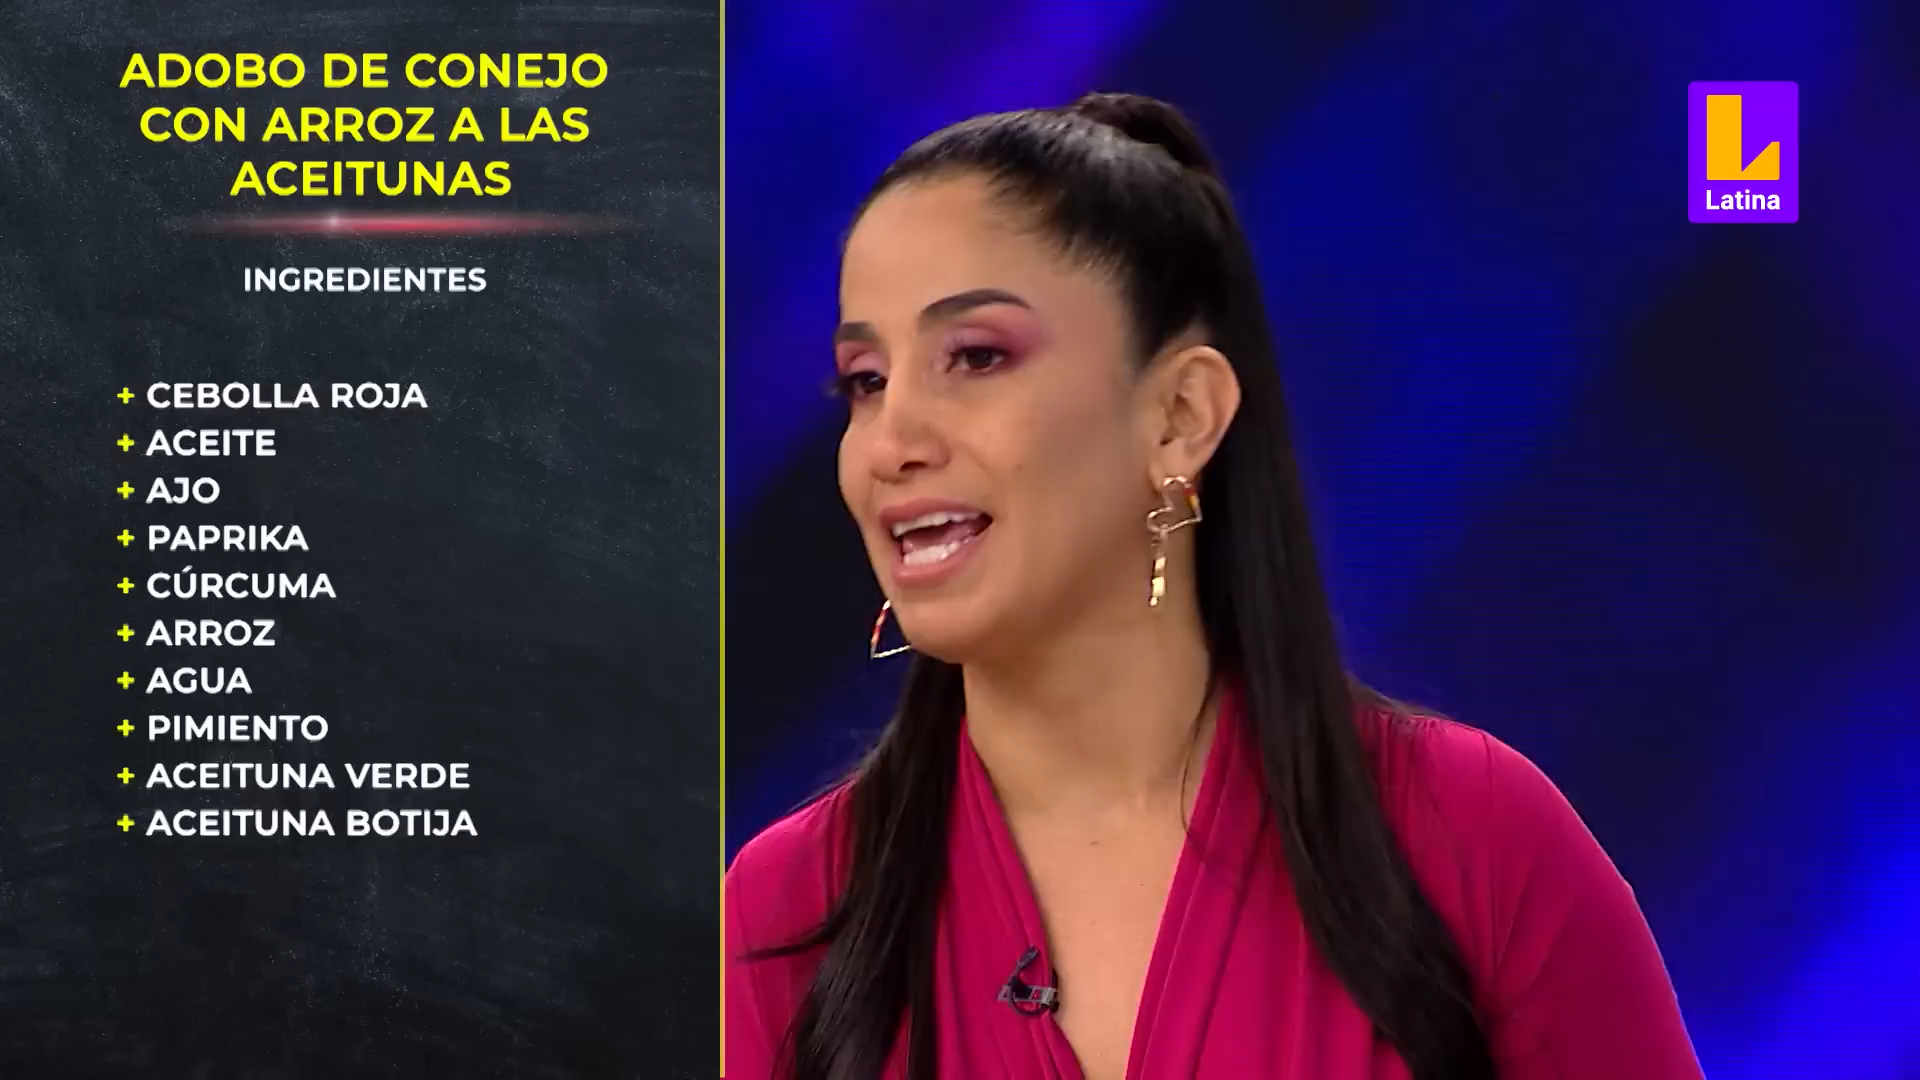 ADOBO DE CONEJO
CON ARROZ A LAS
ACEITUNAS
INGREDIENTES
+ CEBOLLA ROJA
+ ACEITE
+ AJO
+ PAPRIKA
+ CÚRCUMA
+ ARROZ
+ AGUA
+ PIMIENTO
+ ACEITUNA VERDE
+ ACEITUNA BOTIJA
Latina